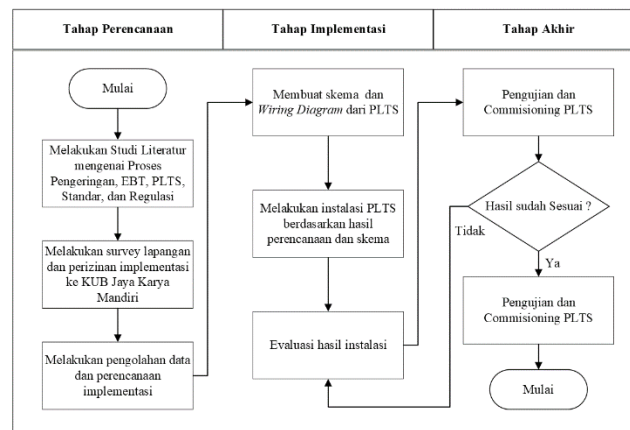 Tahap Perencanaan
Tahap Implementasi
Tahap Akhir
Mulai
Melakukan Studi Literatur
mengenai Proses
Pengeringan, EBT, PLTS,
Standar, dan Regulasi
Melakukan survey lapangan
dan perizinan implementasi
ke KUB Jaya Karya
Mandiri
Melakukan pengolahan data
dan perencanaan
implementasi
Membuat skema dan
Wiring Diagram dari PLTS
Melakukan instalasi PLTS
berdasarkan hasil
perencanaan dan skema
Evaluasi hasil instalasi
Pengujian dan
Commisioning PLTS
Hasil sudah Sesuai ?
Tidak
Ya
Pengujian dan
Commisioning PLTS
Mulai